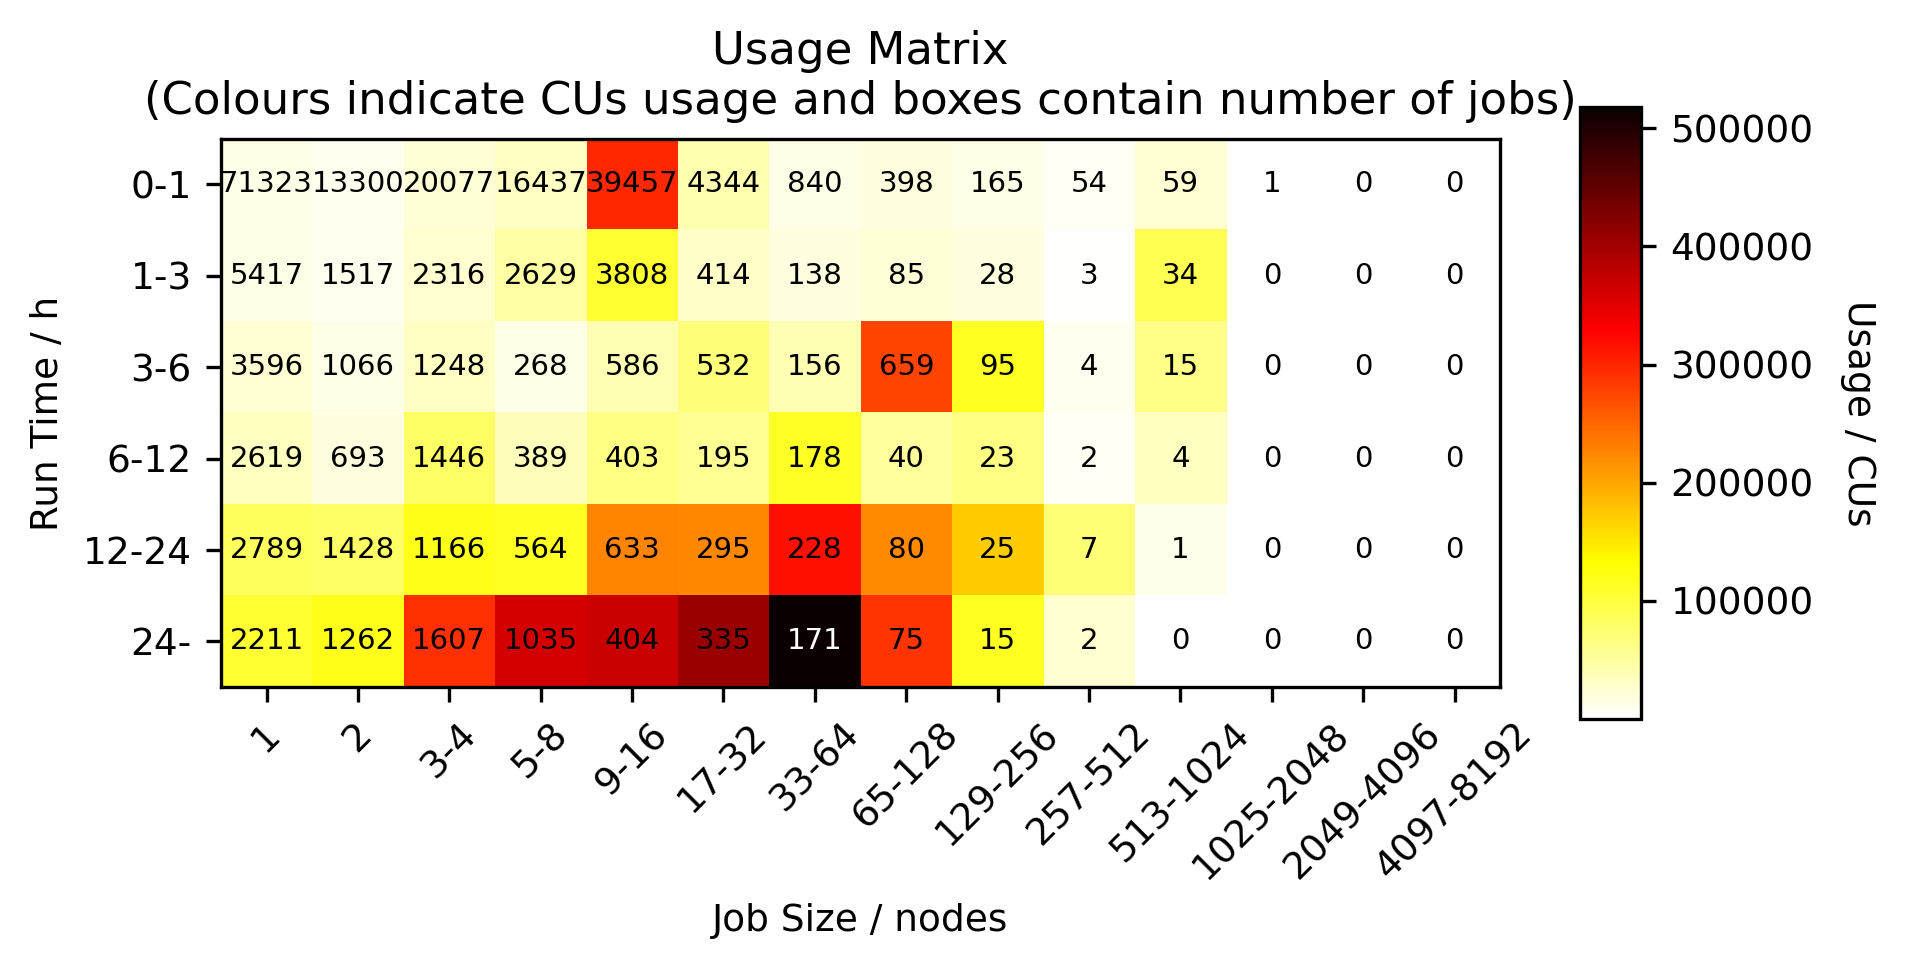 Usage Matrix
(Colours indicate CUs usage and boxes contain number of jobs)
0-1 71323 13300 20077 16437 39457 4344 840 398 165 54 59 1 0 0
1-3 5417 1517 2316 2629 3808 414 138 85 28 3 34 0 0 0
3-6 3596 1066 1248 268 586 532 156 659 95 4 15 0 0 0
6-12 2619 693 1446 389 403 195 178 40 23 2 4 0 0 0
12-24 2789 1428 1166 564 633 295 228 80 25 7 1 0 0 0
24- 2211 1262 1607 1035 404 335 171 75 15 2 0 0 0 0
1 2 3-4 5-8 9-16 17-32 33-64 65-128 129-256 257-512 513-1024 1025-2048 2049-4096 4097-8192
Job Size / nodes
Run Time / h
500000
400000
300000
200000
100000
Usage / CUs